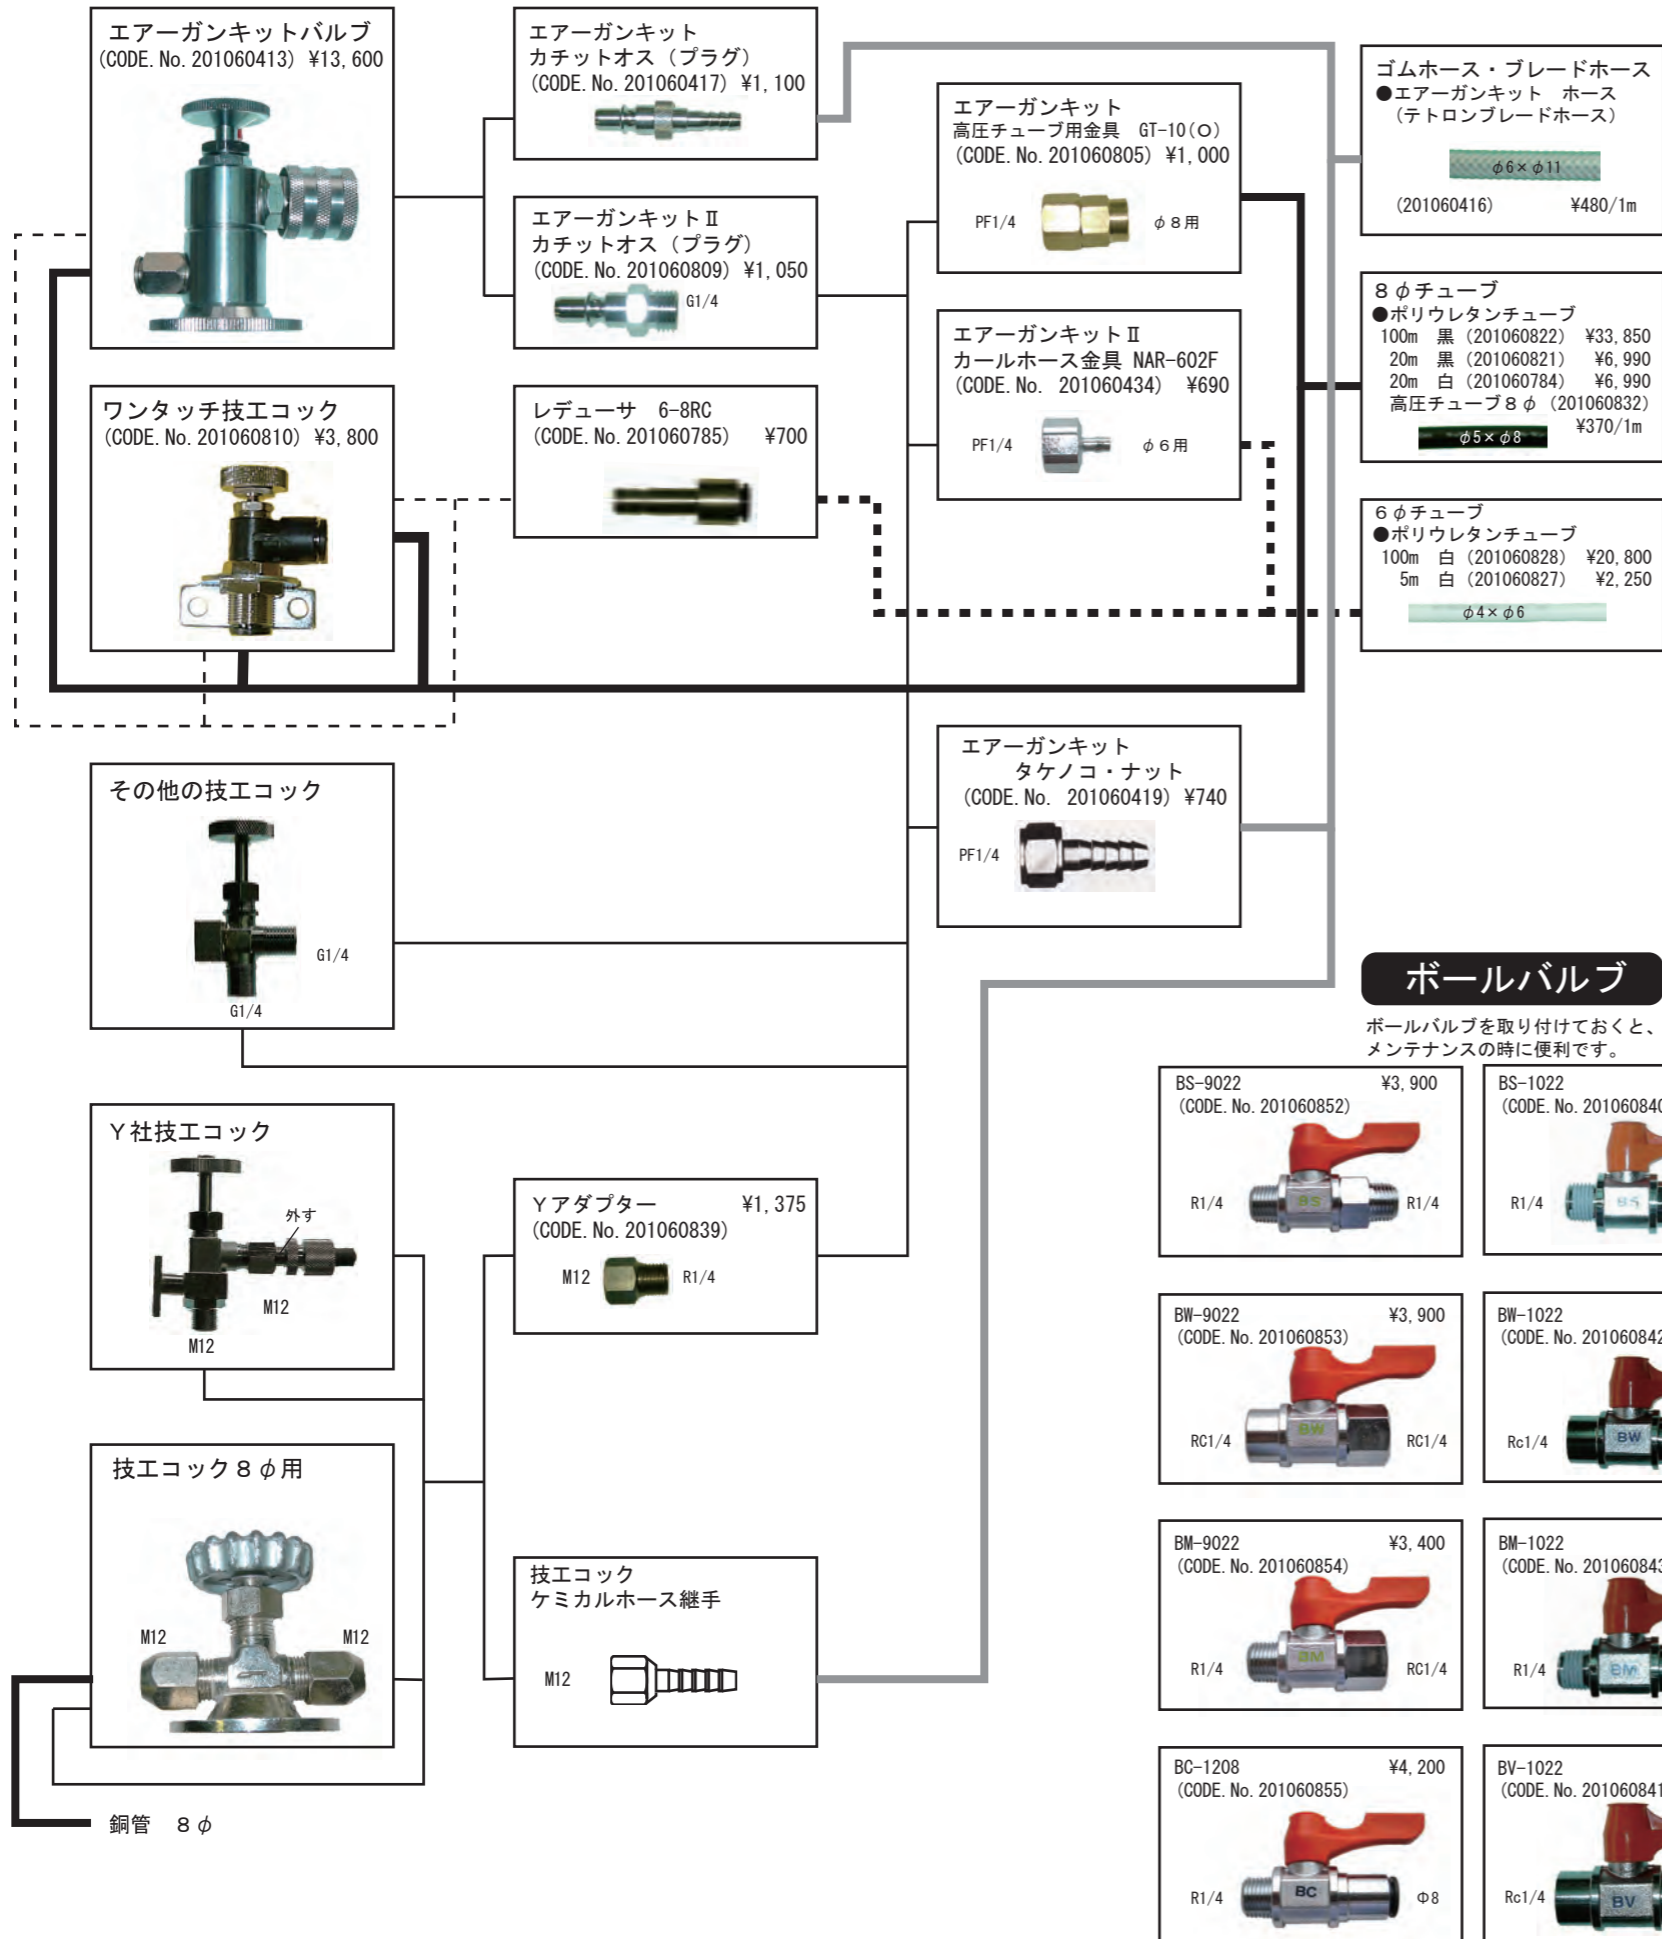 エアーガンキットバルブ
(CODE.No.201060413) ¥13,600
エアーガンキット
カチットオス（プラグ）
(CODE.No.201060417) ¥1,100
エアーガンキット
高圧チューブ用金具 GT-10(O)
(CODE.No.201060805) ¥1,000
PF1/4
φ8用
ゴムホース・ブレードホース
●エアーガンキット ホース
（テトロンブレードホース）
φ6×φ11
(201060416) ¥480/1m
エアーガンキットⅡ
カチットオス（プラグ）
(CODE.No.201060809) ¥1,050
G1/4
8φチューブ
●ポリウレタンチューブ
100m 黒 (201060822) ¥33,850
20m 黒 (201060821) ¥6,990
20m 白 (201060784) ¥6,990
高圧チューブ8φ (201060832)
¥370/1m
φ5×φ8
エアーガンキットⅡ
カールホース金具 NAR-602F
(CODE.No. 201060434) ¥690
PF1/4
φ6用
ワンタッチ技工コック
(CODE.No.201060810) ¥3,800
レデューサ 6-8RC
(CODE.No.201060785) ¥700
6φチューブ
●ポリウレタンチューブ
100m 白 (201060828) ¥20,800
5m 白 (201060827) ¥2,250
φ4×φ6
エアーガンキット
タケノコ・ナット
(CODE.No. 201060419) ¥740
PF1/4
その他の技工コック
G1/4
G1/4
Y社技工コック
外す
M12
M12
Yアダプター ¥1,375
(CODE.No.201060839)
M12
R1/4
技工コック8φ用
M12
M12
銅管 8φ
技工コック
ケミカルホース継手
M12
ボールバルブ
ボールバルブを取り付けておくと、
メンテナンスの時に便利です。
BS-9022 ¥3,900
(CODE.No.201060852)
R1/4
BS
R1/4
BS-1022
(CODE.No.201060840
R1/4
BS
BW-9022 ¥3,900
(CODE.No.201060853)
RC1/4
BW
RC1/4
BW-1022
(CODE.No.201060842
Rc1/4
BW
BM-9022 ¥3,400
(CODE.No.201060854)
R1/4
BM
RC1/4
BM-1022
(CODE.No.201060843
R1/4
BM
BC-1208 ¥4,200
(CODE.No.201060855)
R1/4
BC
Φ8
BV-1022
(CODE.No.201060841
Rc1/4
BV